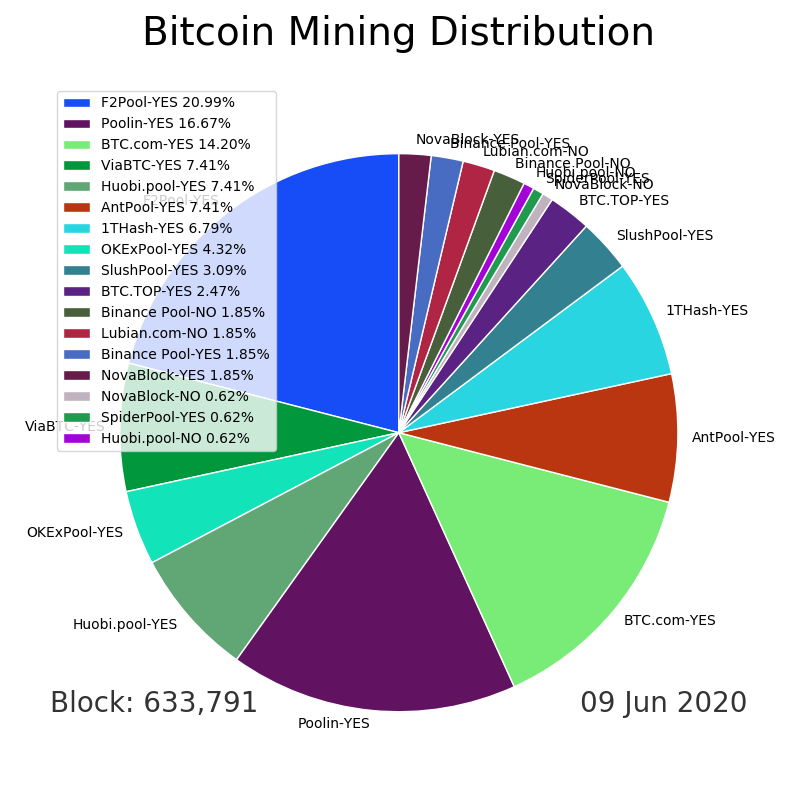 Bitcoin Mining Distribution
F2Pool-YES 20.99%
Poolin-YES 16.67%
BTC.com-YES 14.20%
ViaBTC-YES 7.41%
Huobi.pool-YES 7.41%
AntPool-YES 7.41%
1THash-YES 6.79%
OKExPool-YES 4.32%
SlushPool-YES 3.09%
BTC.TOP-YES 2.47%
Binance Pool-NO 1.85%
Lubian.com-NO 1.85%
Binance Pool-YES 1.85%
NovaBlock-YES 1.85%
NovaBlock-NO 0.62%
SpiderPool-YES 0.62%
Huobi.pool-NO 0.62%
NovaBlock-YES
Binance Pool-YES
Lubian.com-NO
Binance Pool-NO
Huobi.pool-NO
SpiderPool-YES
NovaBlock-NO
BTC.TOP-YES
SlushPool-YES
1THash-YES
AntPool-YES
BTC.com-YES
Poolin-YES
Huobi.pool-YES
OKExPool-YES
ViaBTC-YES
F2Pool-YES
Block: 633,791
09 Jun 2020